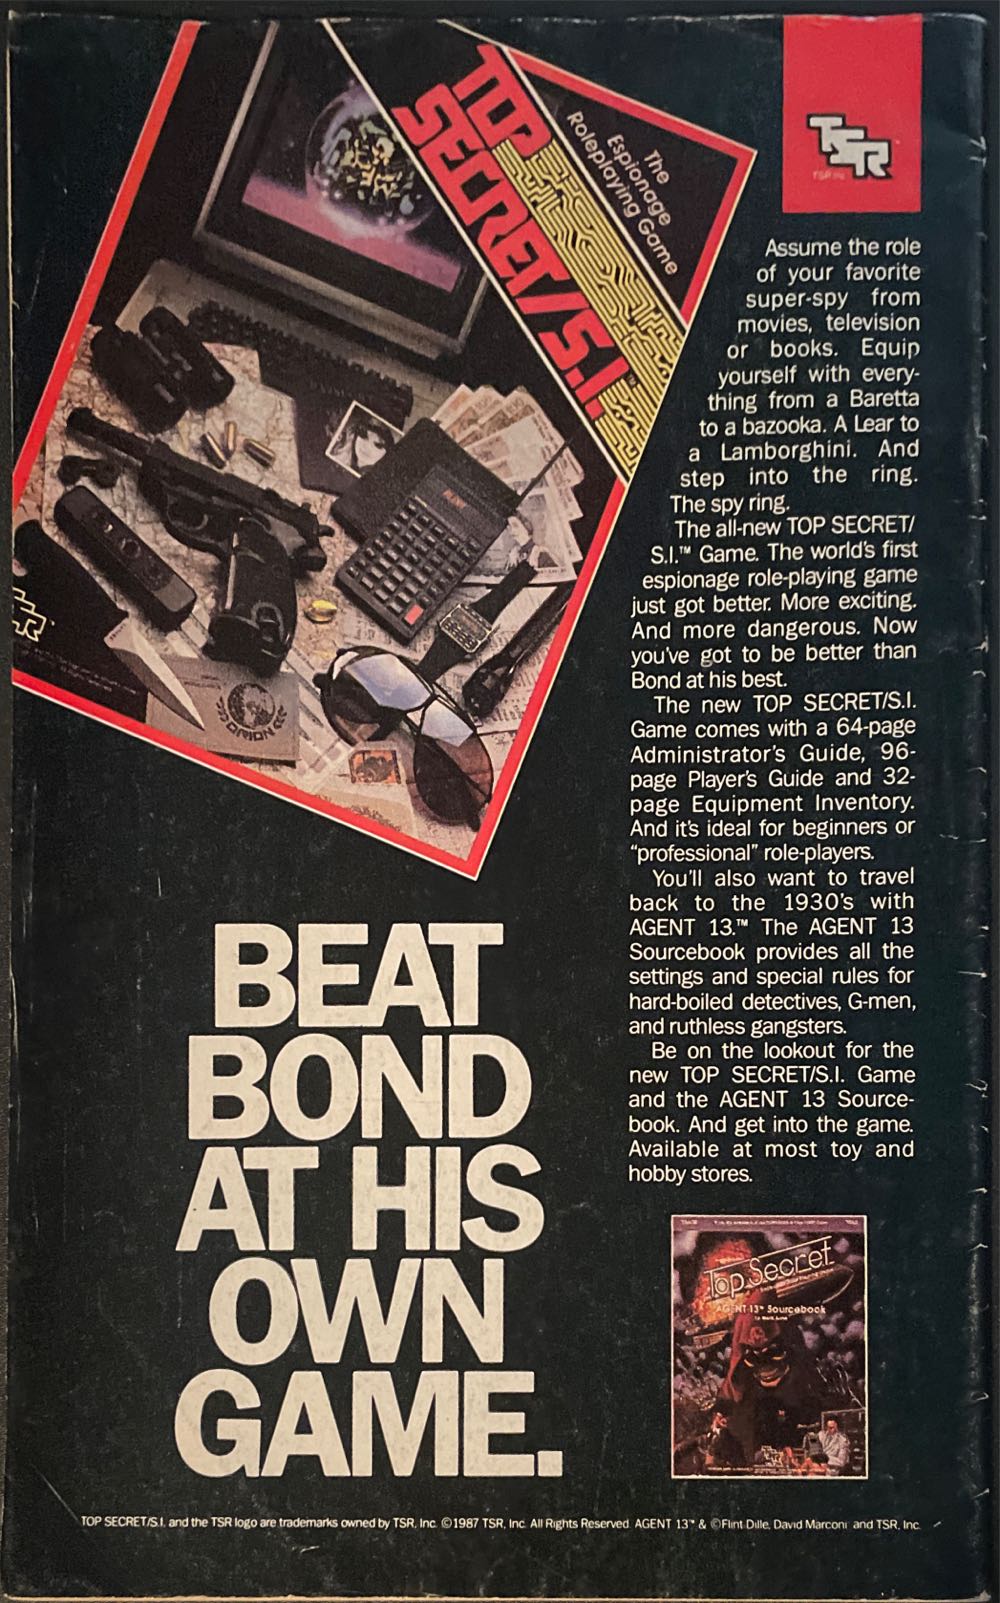 TSR
The
Espionage
Roleplaying Game
TOP
SECRET/S.I.™
TSR
ORION
Assume the role
of your favorite
super-spy from
movies, television
or books. Equip
yourself with every-
thing from a Baretta
to a bazooka. A Lear to
a Lamborghini. And
step into the ring.
The spy ring.
The all-new TOP SECRET/
S.I.™ Game. The world's first
espionage role-playing game
just got better. More exciting.
And more dangerous. Now
you've got to be better than
Bond at his best.
The new TOP SECRET/S.I.
Game comes with a 64-page
Administrator's Guide, 96-
page Player's Guide and 32-
page Equipment Inventory.
And it's ideal for beginners or
"professional" role-players.
You'll also want to travel
back to the 1930's with
AGENT 13.™ The AGENT 13
Sourcebook provides all the
settings and special rules for
hard-boiled detectives, G-men,
and ruthless gangsters.
Be on the lookout for the
new TOP SECRET/S.I. Game
and the AGENT 13 Source-
book. And get into the game.
Available at most toy and
hobby stores.
BEAT
BOND
AT HIS
OWN
GAME.
Top Secret
AGENT 13™ Sourcebook
TOP SECRET/S.I. and the TSR logo are trademarks owned by TSR, Inc. ©1987 TSR, Inc. All Rights Reserved. AGENT 13™ & ©Flint Dille, David Marconi and TSR, Inc.